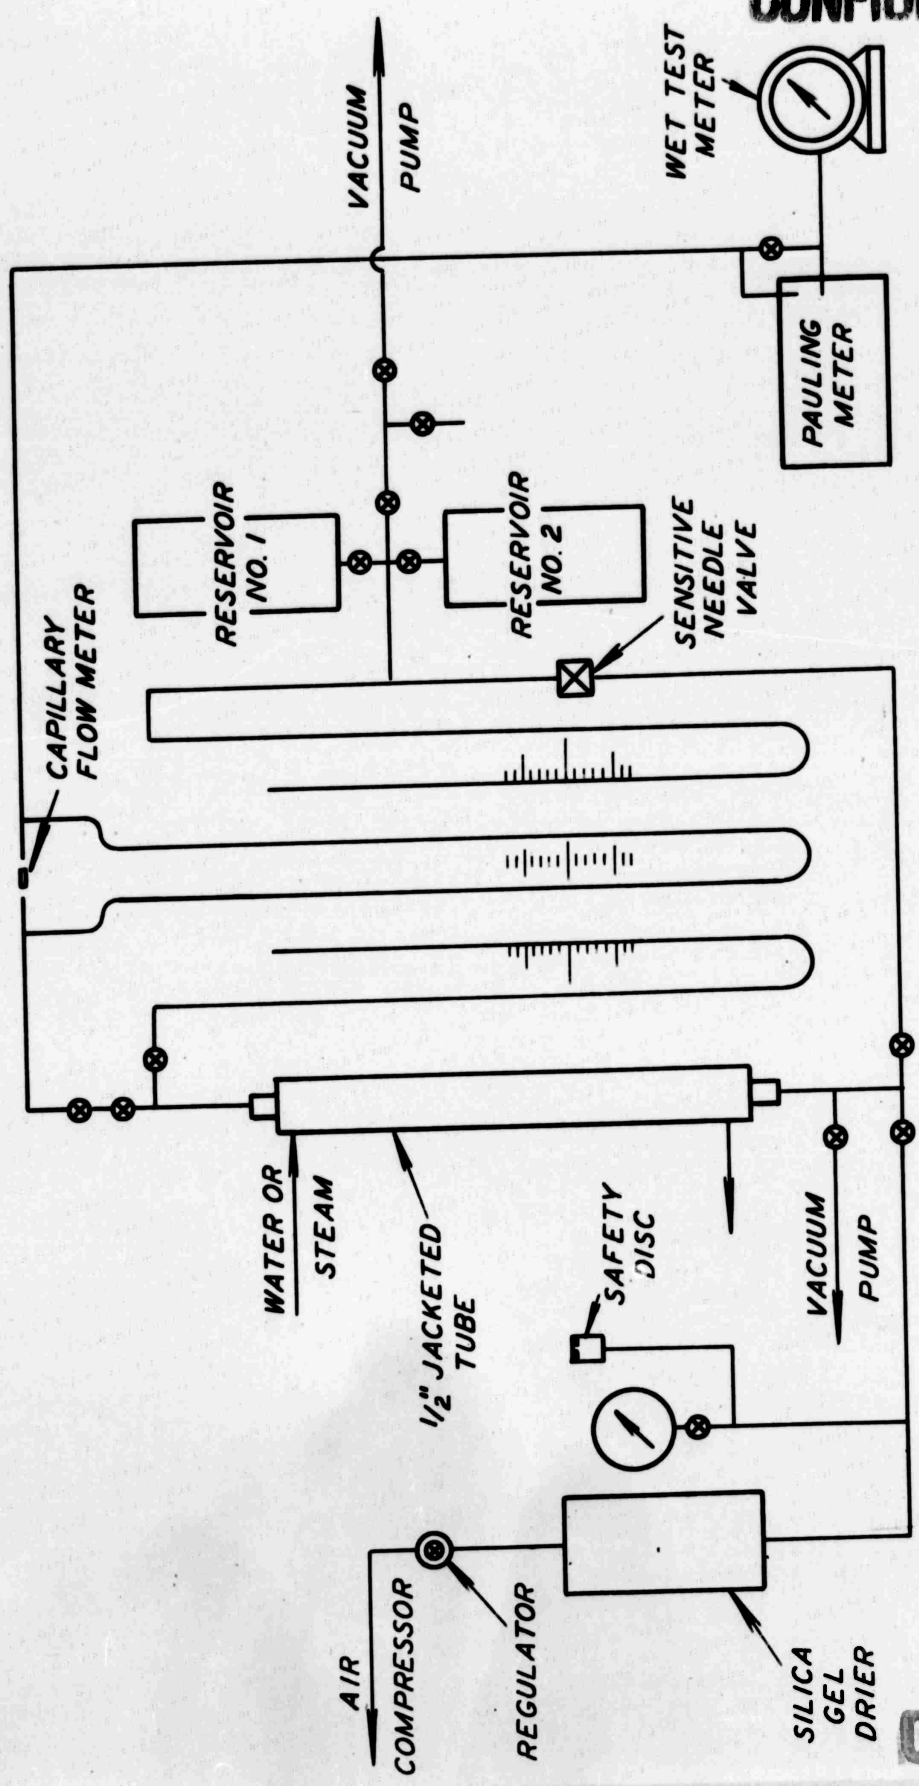 AIR
COMPRESSOR
REGULATOR
SILICA
GEL
DRIER
WATER OR
STEAM
1/2" JACKETED
TUBE
SAFETY
DISC
VACUUM
PUMP
CAPILLARY
FLOW METER
RESERVOIR
NO. 1
RESERVOIR
NO. 2
SENSITIVE
NEEDLE
VALVE
VACUUM
PUMP
WET TEST
METER
PAULING
METER